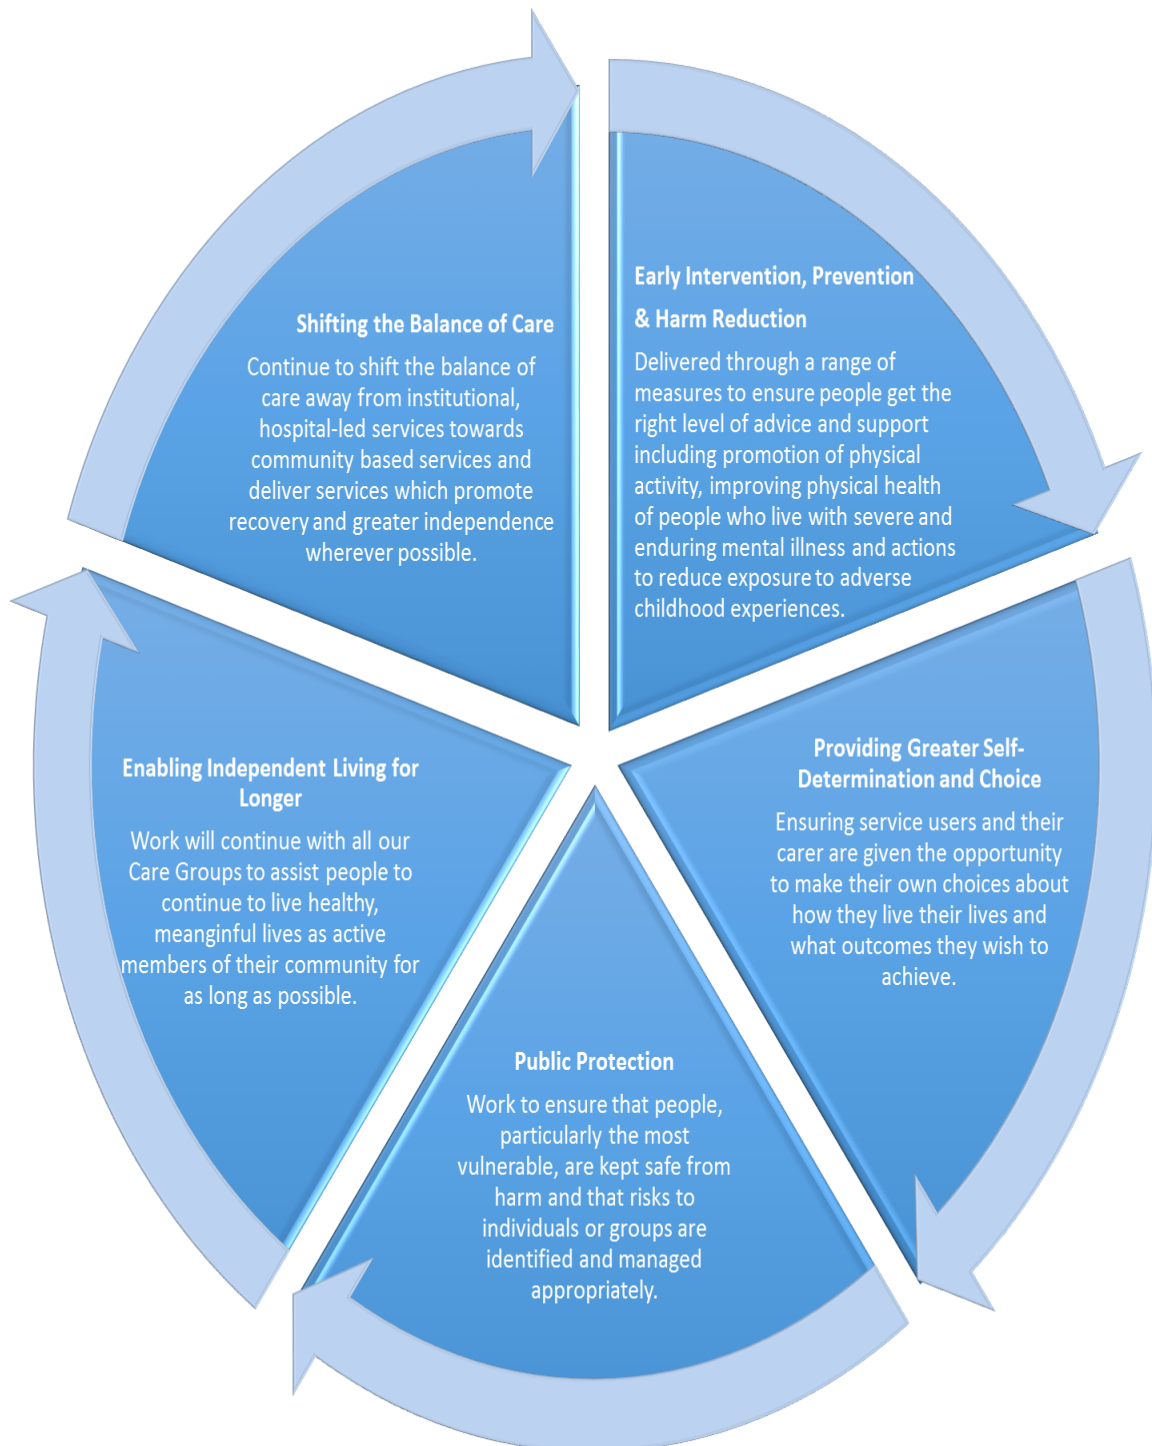 Early Intervention, Prevention
& Harm Reduction
Delivered through a range of
measures to ensure people get the
right level of advice and support
including promotion of physical
activity, improving physical health
of people who live with severe and
enduring mental illness and actions
to reduce exposure to adverse
childhood experiences.
Providing Greater Self-
Determination and Choice
Ensuring service users and their
carer are given the opportunity
to make their own choices about
how they live their lives and
what outcomes they wish to
achieve.
Public Protection
Work to ensure that people,
particularly the most
vulnerable, are kept safe from
harm and that risks to
individuals or groups are
identified and managed
appropriately.
Enabling Independent Living for
Longer
Work will continue with all our
Care Groups to assist people to
continue to live healthy,
meanginful lives as active
members of their community for
as long as possible.
Shifting the Balance of Care
Continue to shift the balance of
care away from institutional,
hospital-led services towards
community based services and
deliver services which promote
recovery and greater independence
wherever possible.